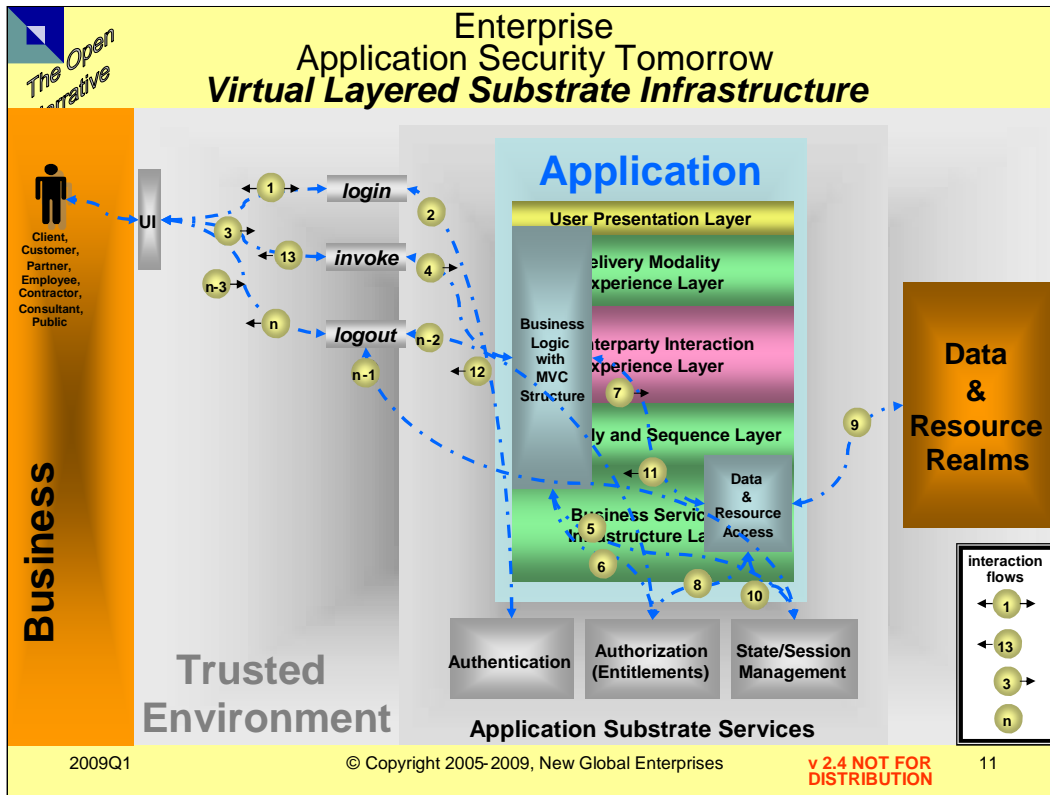 Enterprise
Application Security Tomorrow
Virtual Layered Substrate Infrastructure
The Open
Client,
Customer,
Partner,
Employee,
Contractor,
Consultant,
Public
Business
UI
1
3
13
n-3
n
login
invoke
logout
2
4
n-2
n-1
12
Application
User Presentation Layer
elivery Modality
xperience Layer
Business
Logic
with
MVC
Structure
nterparty Interaction
xperience Layer
7
ly and Sequence Layer
11
Business Servic
Infrastructure La
Data
&
Resource
Access
5
6
8
10
9
Data
&
Resource
Realms
Authentication
Authorization
(Entitlements)
State/Session
Management
Trusted
Environment
Application Substrate Services
interaction
flows
1
13
3
n
2009Q1
© Copyright 2005-2009, New Global Enterprises
v 2.4 NOT FOR
DISTRIBUTION
11